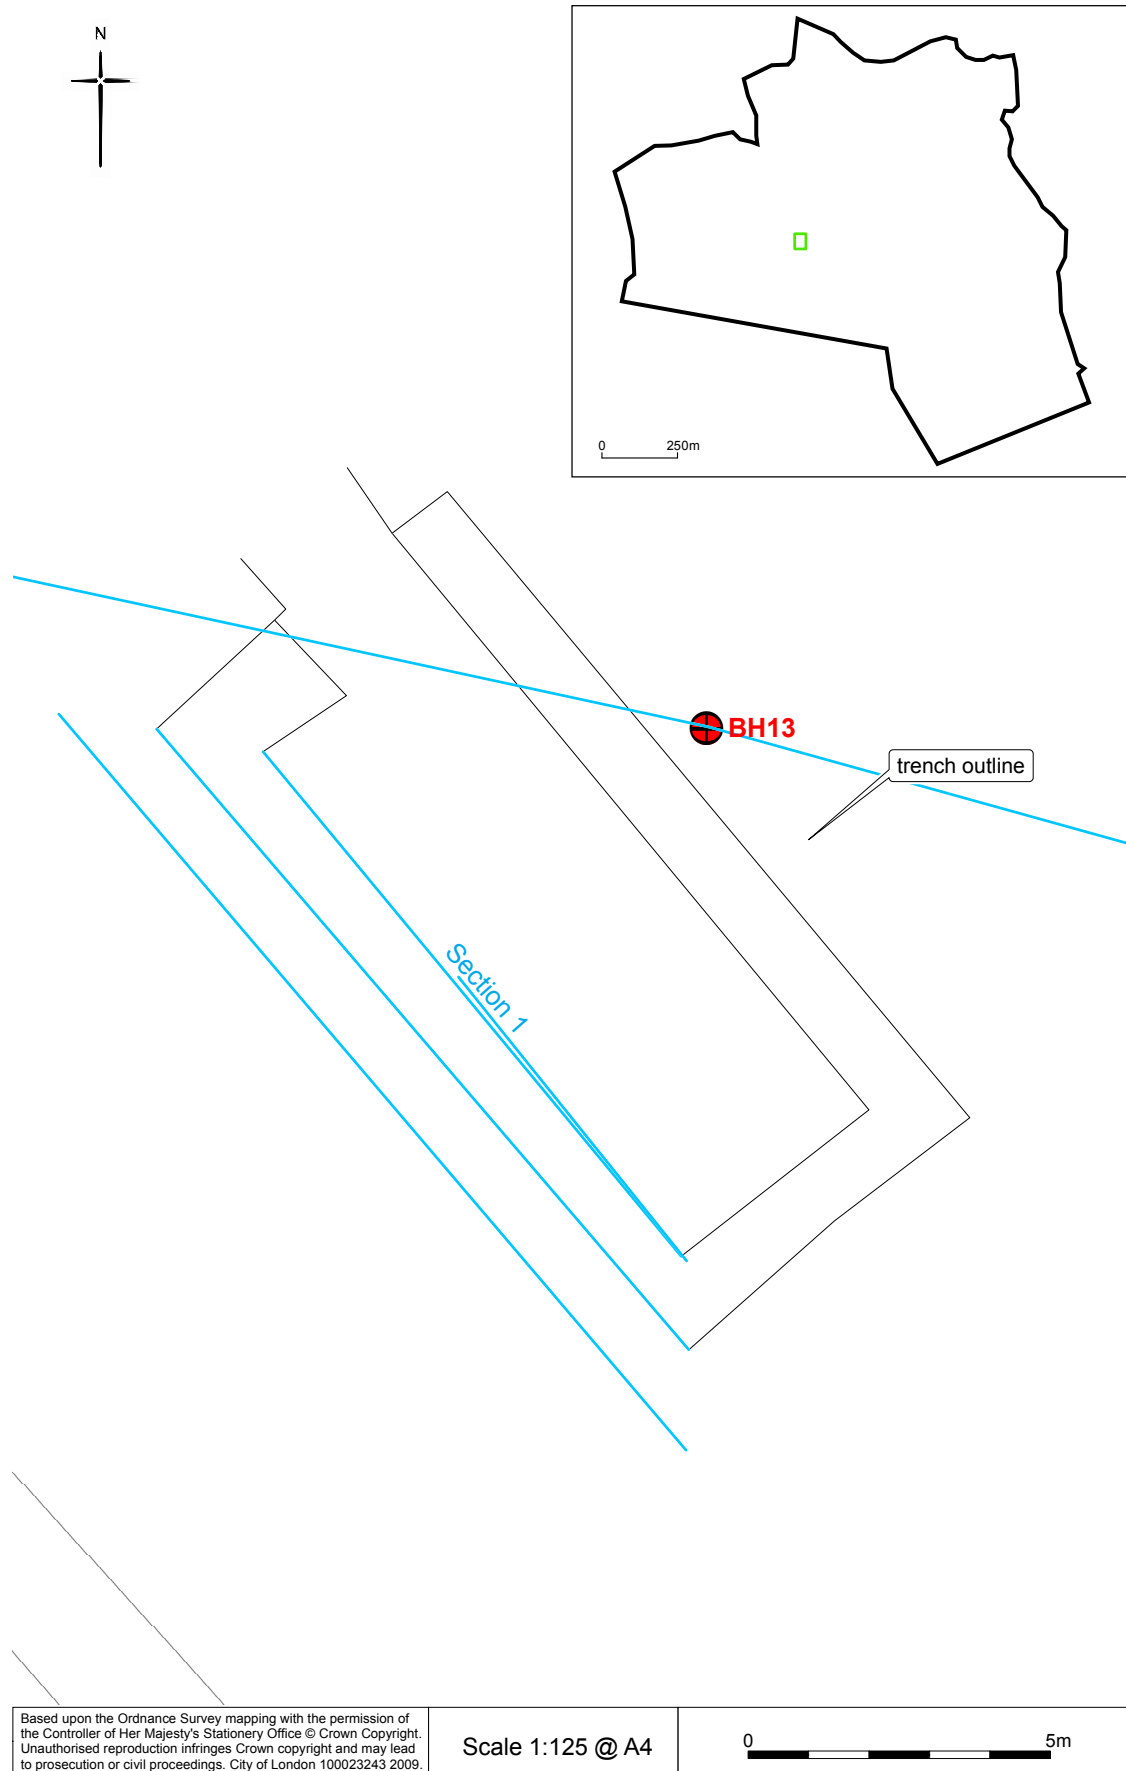 N
0 250m
BH13
trench outline
Section 1
Based upon the Ordnance Survey mapping with the permission of
the Controller of Her Majesty's Stationery Office © Crown Copyright.
Unauthorised reproduction infringes Crown copyright and may lead
to prosecution or civil proceedings. City of London 100023243 2009.
Scale 1:125 @ A4
0 5m